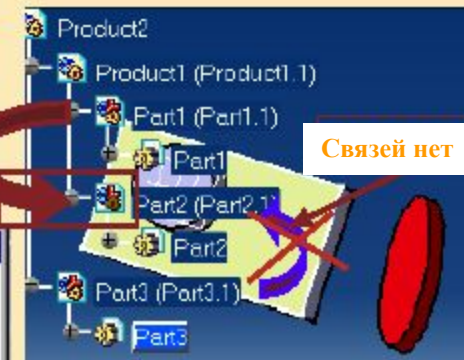 Product2
Product1 (Product1.1)
Part1 (Part1.1)
Part1
Связей нет
Part2 (Part2.1)
Part2
Part3 (Part3.1)
Part3